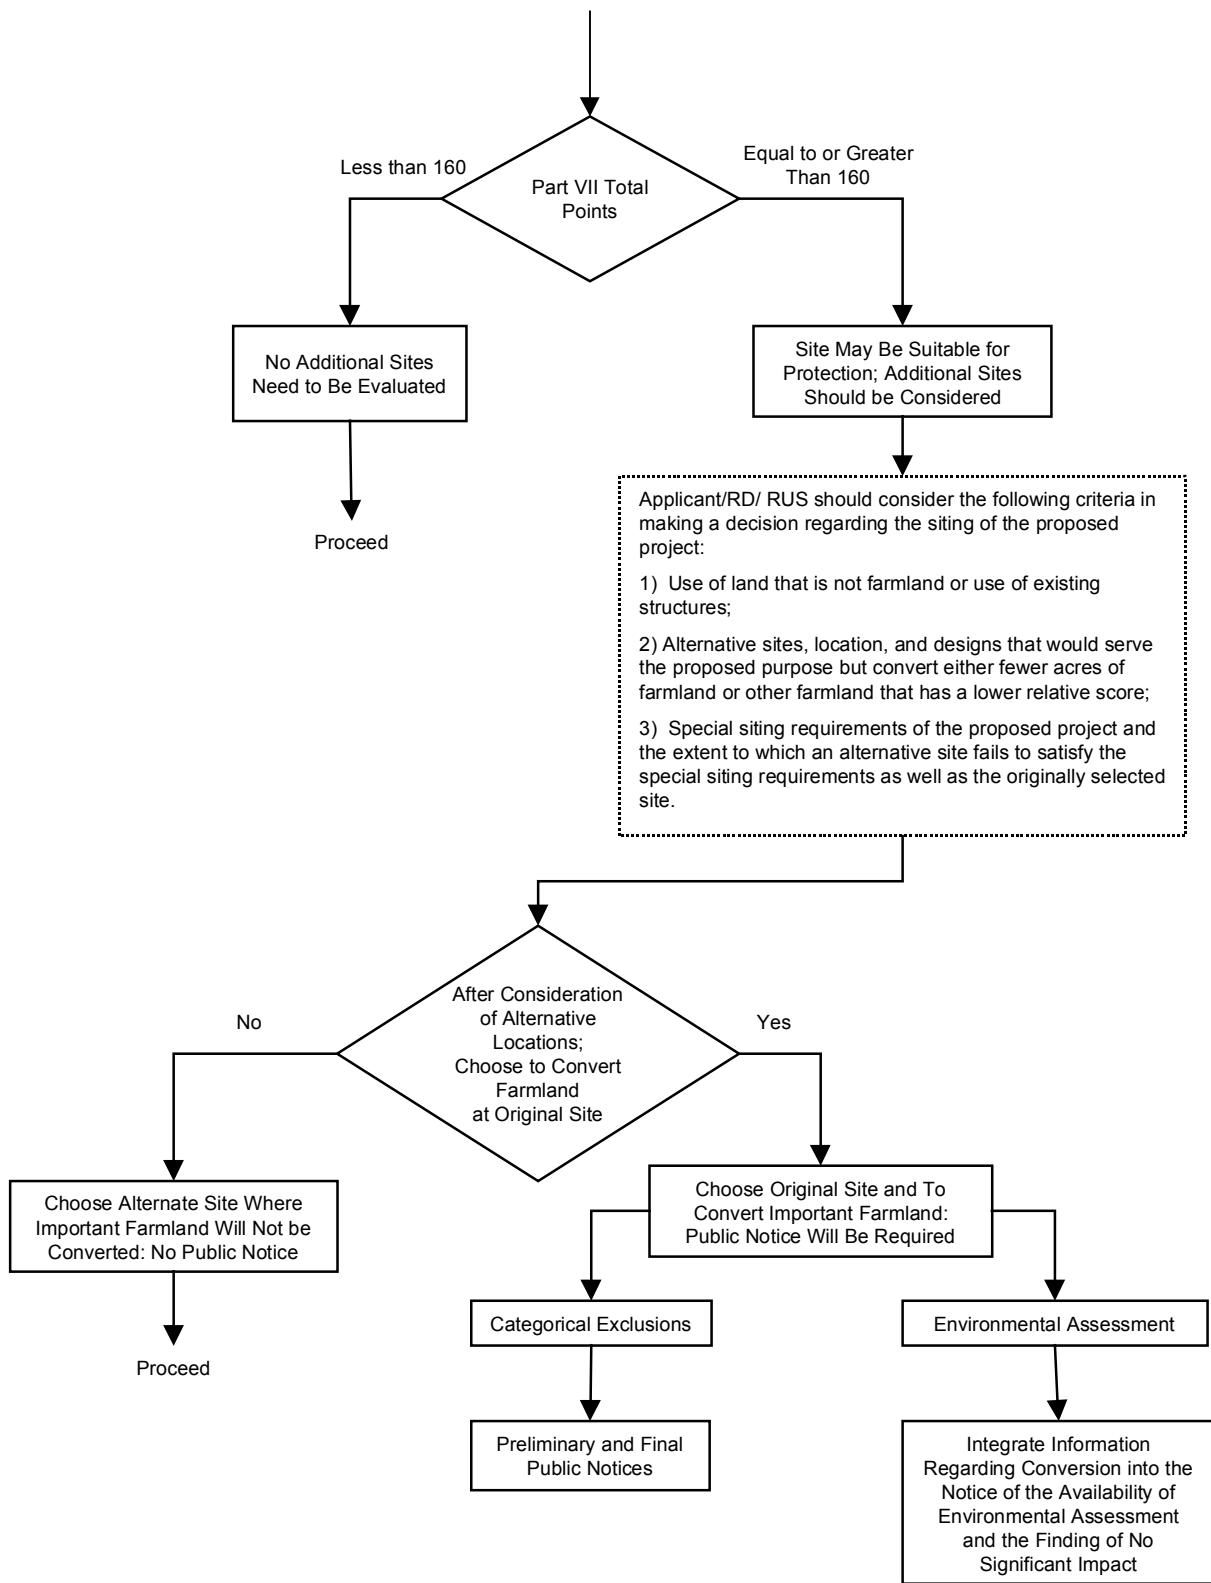 Less than 160
Equal to or Greater
Than 160
Part VII Total
Points
No Additional Sites
Need to Be Evaluated
Site May Be Suitable for
Protection; Additional Sites
Should be Considered
Proceed
Applicant/RD/ RUS should consider the following criteria in
making a decision regarding the siting of the proposed
project:
1) Use of land that is not farmland or use of existing
structures;
2) Alternative sites, location, and designs that would serve
the proposed purpose but convert either fewer acres of
farmland or other farmland that has a lower relative score;
3) Special siting requirements of the proposed project and
the extent to which an alternative site fails to satisfy the
special siting requirements as well as the originally selected
site.
After Consideration
of Alternative
Locations;
Choose to Convert
Farmland
at Original Site
No
Yes
Choose Alternate Site Where
Important Farmland Will Not be
Converted: No Public Notice
Choose Original Site and To
Convert Important Farmland:
Public Notice Will Be Required
Proceed
Categorical Exclusions
Environmental Assessment
Preliminary and Final
Public Notices
Integrate Information
Regarding Conversion into the
Notice of the Availability of
Environmental Assessment
and the Finding of No
Significant Impact